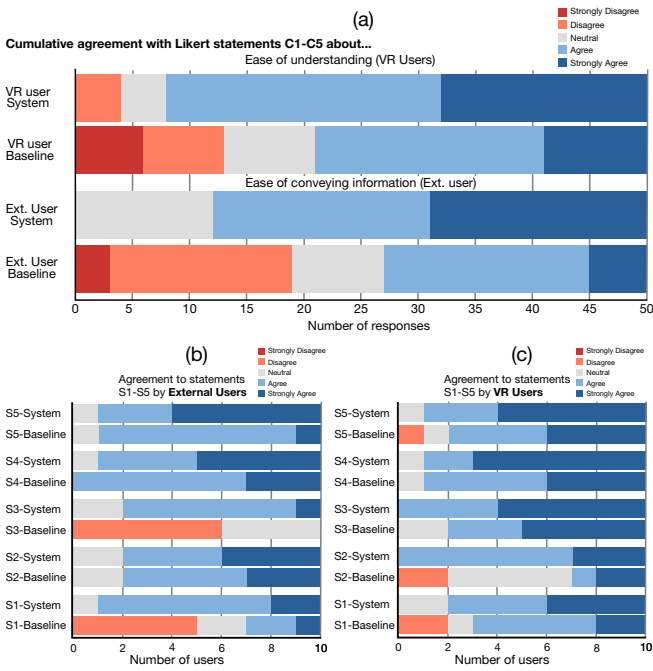 (a)
Strongly Disagree
Disagree
Neutral
Agree
Strongly Agree
Cumulative agreement with Likert statements C1-C5 about...
Ease of understanding (VR Users)
VR user
System
VR user
Baseline
Ease of conveying information (Ext. user)
Ext. User
System
Ext. User
Baseline
0 5 10 15 20 25 30 35 40 45 50
Number of responses
(b)
Strongly Disagree
Disagree
Neutral
Agree
Strongly Agree
Agreement to statements
S1-S5 by External Users
S5-System
S5-Baseline
S4-System
S4-Baseline
S3-System
S3-Baseline
S2-System
S2-Baseline
S1-System
S1-Baseline
0 2 4 6 8 10
Number of users
(c)
Strongly Disagree
Disagree
Neutral
Agree
Strongly Agree
Agreement to statements
S1-S5 by VR Users
S5-System
S5-Baseline
S4-System
S4-Baseline
S3-System
S3-Baseline
S2-System
S2-Baseline
S1-System
S1-Baseline
0 2 4 6 8 10
Number of users